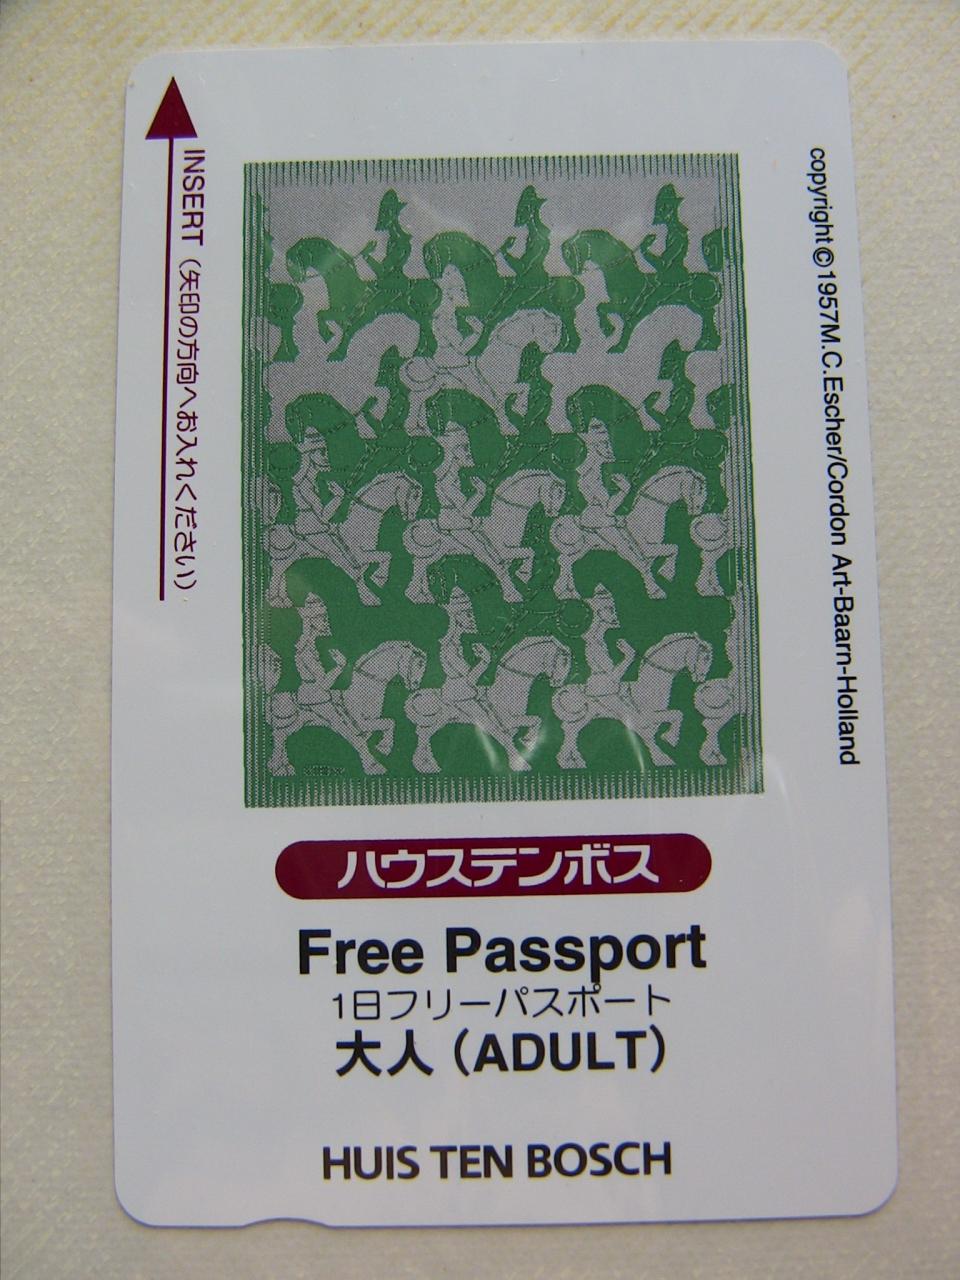 INSERT（矢印の方向へお入れください）
copyright©1957M.C.Escher/Cordon Art-Baarn-Holland
ハウステンボス
Free Passport
1日フリーパスポート
大人（ADULT）
HUIS TEN BOSCH